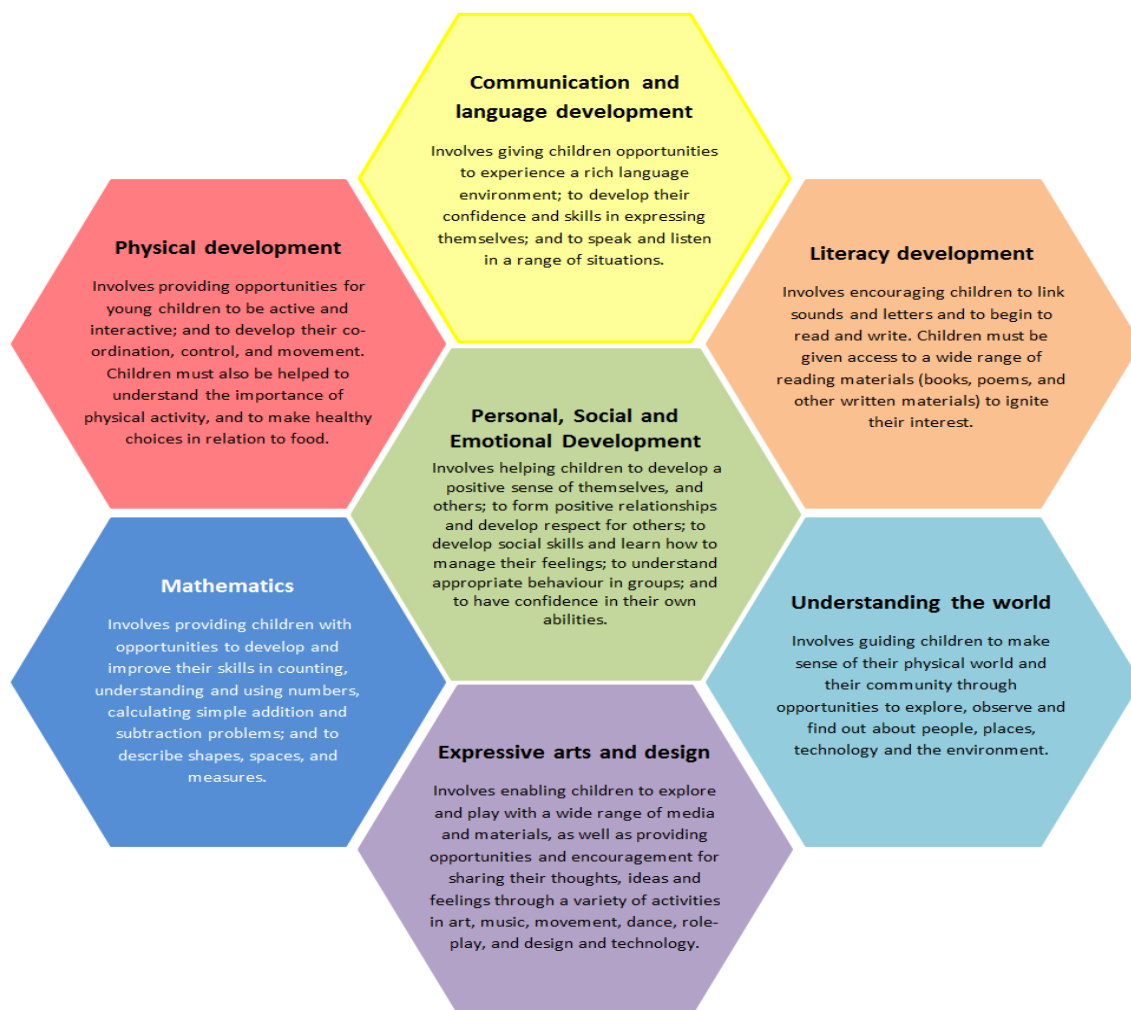 Communication and
language development
Involves giving children opportunities
to experience a rich language
environment; to develop their
confidence and skills in expressing
themselves; and to speak and listen
in a range of situations.
Physical development
Involves providing opportunities for
young children to be active and
interactive; and to develop their co-
ordination, control, and movement.
Children must also be helped to
understand the importance of
physical activity, and to make healthy
choices in relation to food.
Literacy development
Involves encouraging children to link
sounds and letters and to begin to
read and write. Children must be
given access to a wide range of
reading materials (books, poems, and
other written materials) to ignite
their interest.
Personal, Social and
Emotional Development
Involves helping children to develop a
positive sense of themselves, and
others; to form positive relationships
and develop respect for others; to
develop social skills and learn how to
manage their feelings; to understand
appropriate behaviour in groups; and
to have confidence in their own
abilities.
Mathematics
Involves providing children with
opportunities to develop and
improve their skills in counting,
understanding and using numbers,
calculating simple addition and
subtraction problems; and to
describe shapes, spaces, and
measures.
Understanding the world
Involves guiding children to make
sense of their physical world and
their community through
opportunities to explore, observe and
find out about people, places,
technology and the environment.
Expressive arts and design
Involves enabling children to explore
and play with a wide range of media
and materials, as well as providing
opportunities and encouragement for
sharing their thoughts, ideas and
feelings through a variety of activities
in art, music, movement, dance, role-
play, and design and technology.